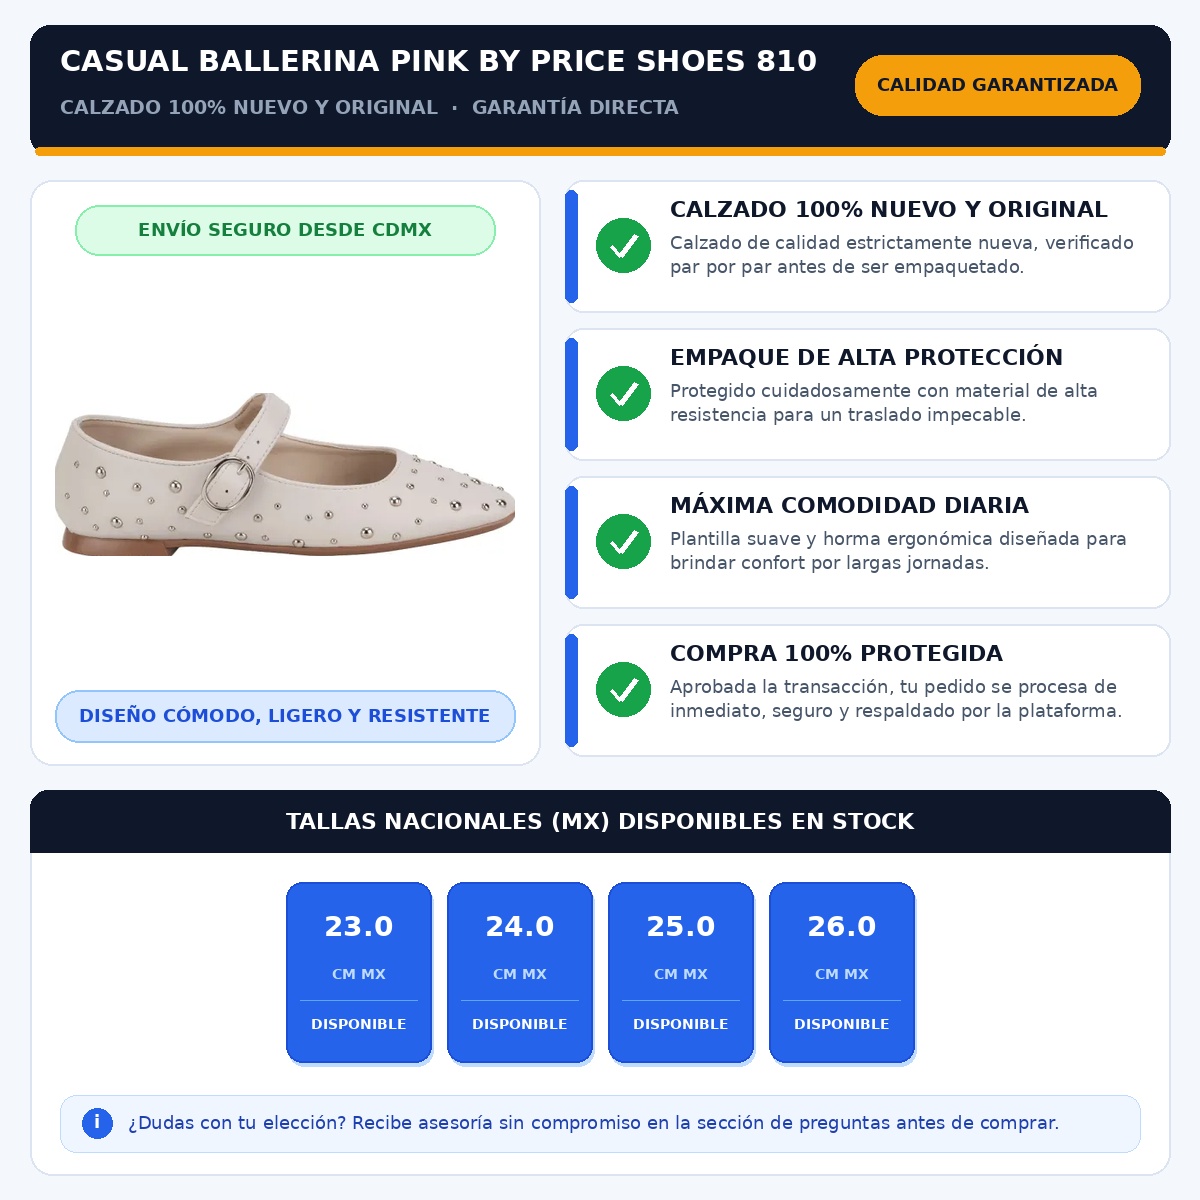 CASUAL BALLERINA PINK BY PRICE SHOES 810
CALZADO 100% NUEVO Y ORIGINAL · GARANTÍA DIRECTA
CALIDAD GARANTIZADA
ENVÍO SEGURO DESDE CDMX
DISEÑO CÓMODO, LIGERO Y RESISTENTE
CALZADO 100% NUEVO Y ORIGINAL
Calzado de calidad estrictamente nueva, verificado
par por par antes de ser empaquetado.
EMPAQUE DE ALTA PROTECCIÓN
Protegido cuidadosamente con material de alta
resistencia para un traslado impecable.
MÁXIMA COMODIDAD DIARIA
Plantilla suave y horma ergonómica diseñada para
brindar confort por largas jornadas.
COMPRA 100% PROTEGIDA
Aprobada la transacción, tu pedido se procesa de
inmediato, seguro y respaldado por la plataforma.
TALLAS NACIONALES (MX) DISPONIBLES EN STOCK
23.0
CM MX
DISPONIBLE
24.0
CM MX
DISPONIBLE
25.0
CM MX
DISPONIBLE
26.0
CM MX
DISPONIBLE
i ¿Dudas con tu elección? Recibe asesoría sin compromiso en la sección de preguntas antes de comprar.